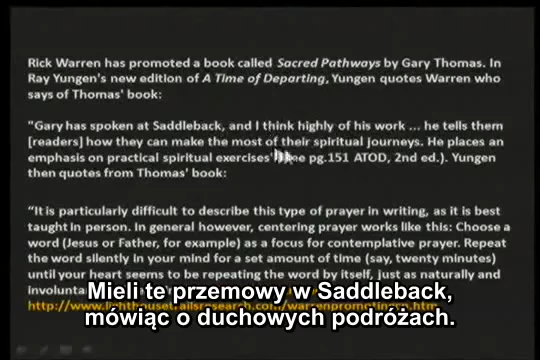 Rick Warren has promoted a book called Sacred Pathways by Gary Thomas. In
Ray Yungen's new edition of A Time of Departing, Yungen quotes Warren who
says of Thomas' book:
"Gary has spoken at Saddleback, and I think highly of his work ... he tells them
[readers] how they can make the most of their spiritual journeys. He places an
emphasis on practical spiritual exercises" pg.151 ATOD, 2nd ed.). Yungen
then quotes from Thomas' book:
"It is particularly difficult to describe this type of prayer in writing, as it is best
taught in person. In general however, centering prayer works like this: Choose a
word (Jesus or Father, for example) as a focus for contemplative prayer. Repeat
the word silently in your mind for a set amount of time (say, twenty minutes)
until your heart seems to be repeating the word by itself, just as naturally and
Mieli te przemowy w Saddleback,
mówiąc o duchowych podróżach.